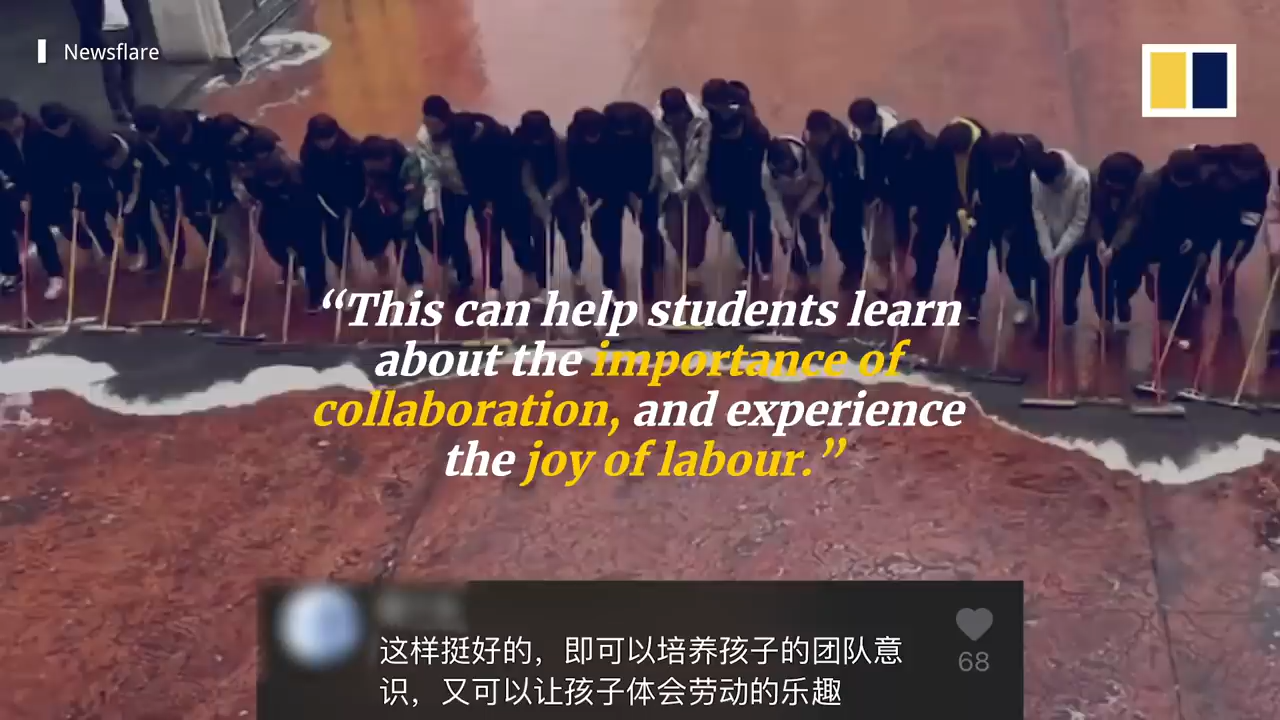 Newsflare
“This can help students learn
about the importance of
collaboration, and experience
the joy of labour.”
这样挺好的，即可以培养孩子的团队意
识，又可以让孩子体会劳动的乐趣
68